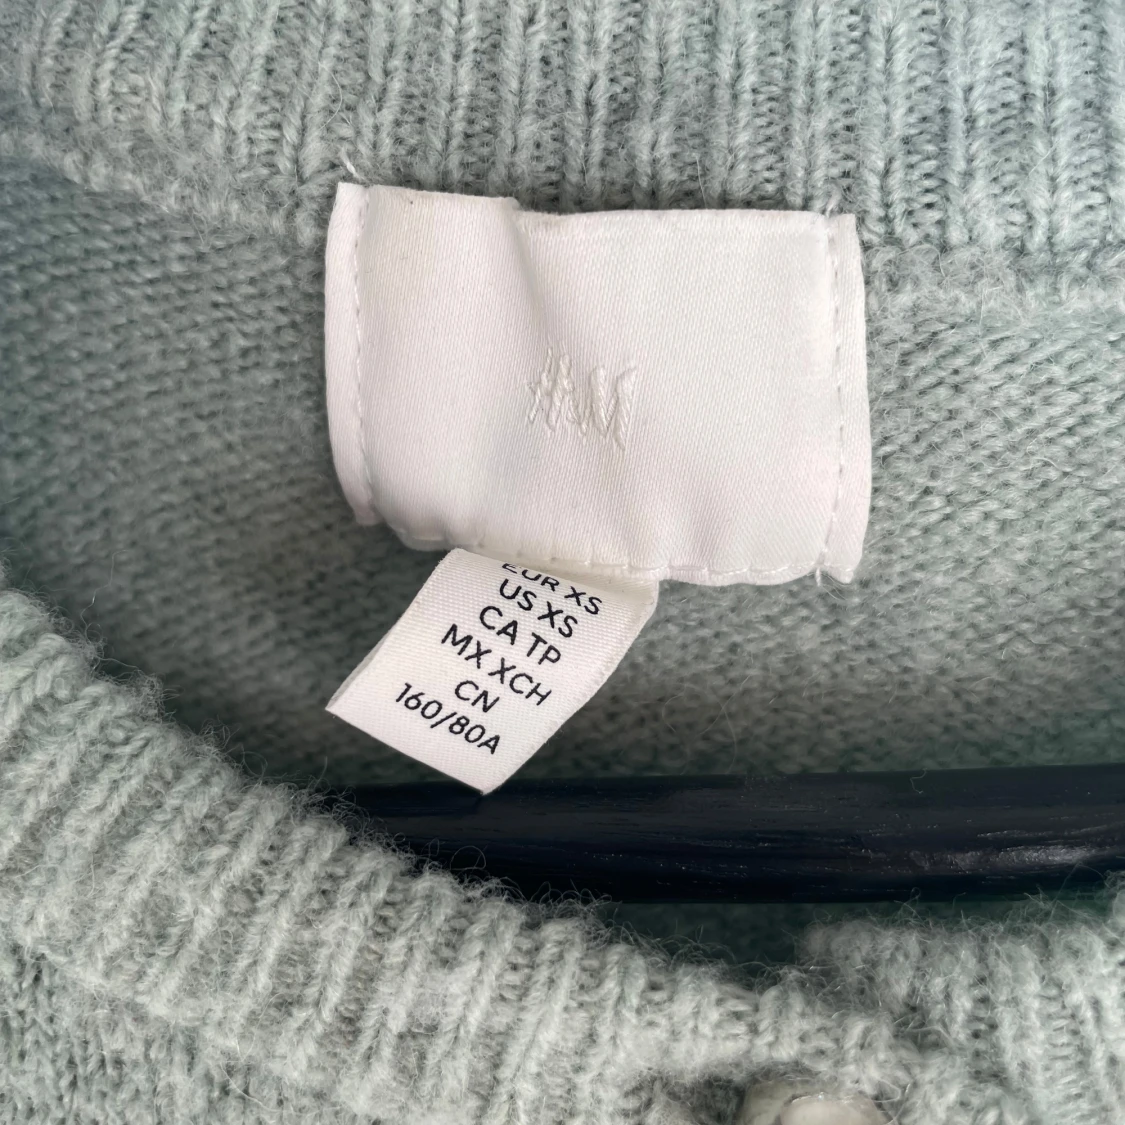 H&M
EUR XS
US XS
CA TP
MX XCH
CN
160/80A